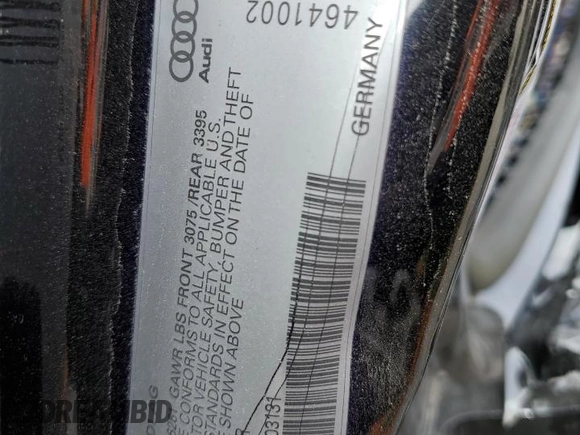 4641002
Audi
GERMANY
GAWR LBS FRONT 3075/REAR 3395
CONFORMS TO ALL APPLICABLE U.S.
VEHICLE SAFETY, BUMPER AND THEFT
STANDARDS IN EFFECT ON THE DATE OF
SHOWN ABOVE
03131